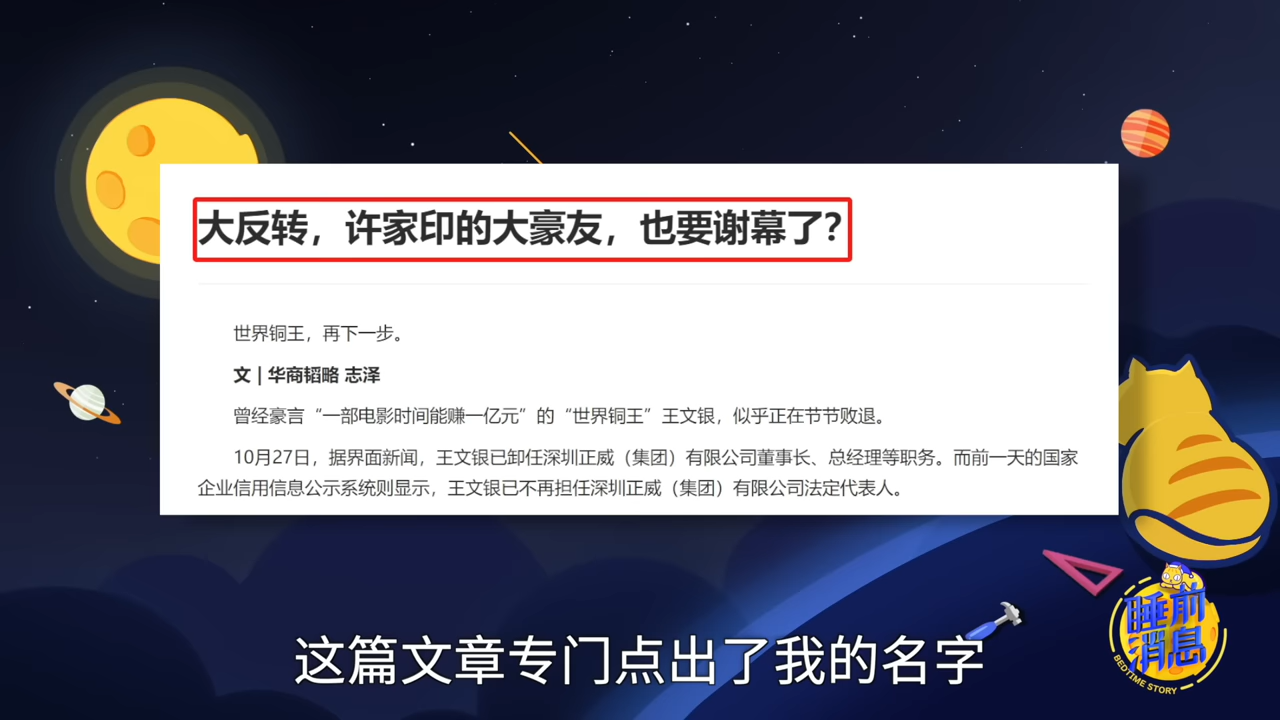 大反转，许家印的大豪友，也要谢幕了?
世界铜王，再下一步。
文 | 华商韬略 志泽
曾经豪言“一部电影时间能赚一亿元”的“世界铜王”王文银，似乎正在节节败退。
10月27日，据界面新闻，王文银已卸任深圳正威（集团）有限公司董事长、总经理等职务。而前一天的国家
企业信用信息公示系统则显示，王文银已不再担任深圳正威（集团）有限公司法定代表人。
这篇文章专门点出了我的名字
睡前
消息
BEDTIME STORY